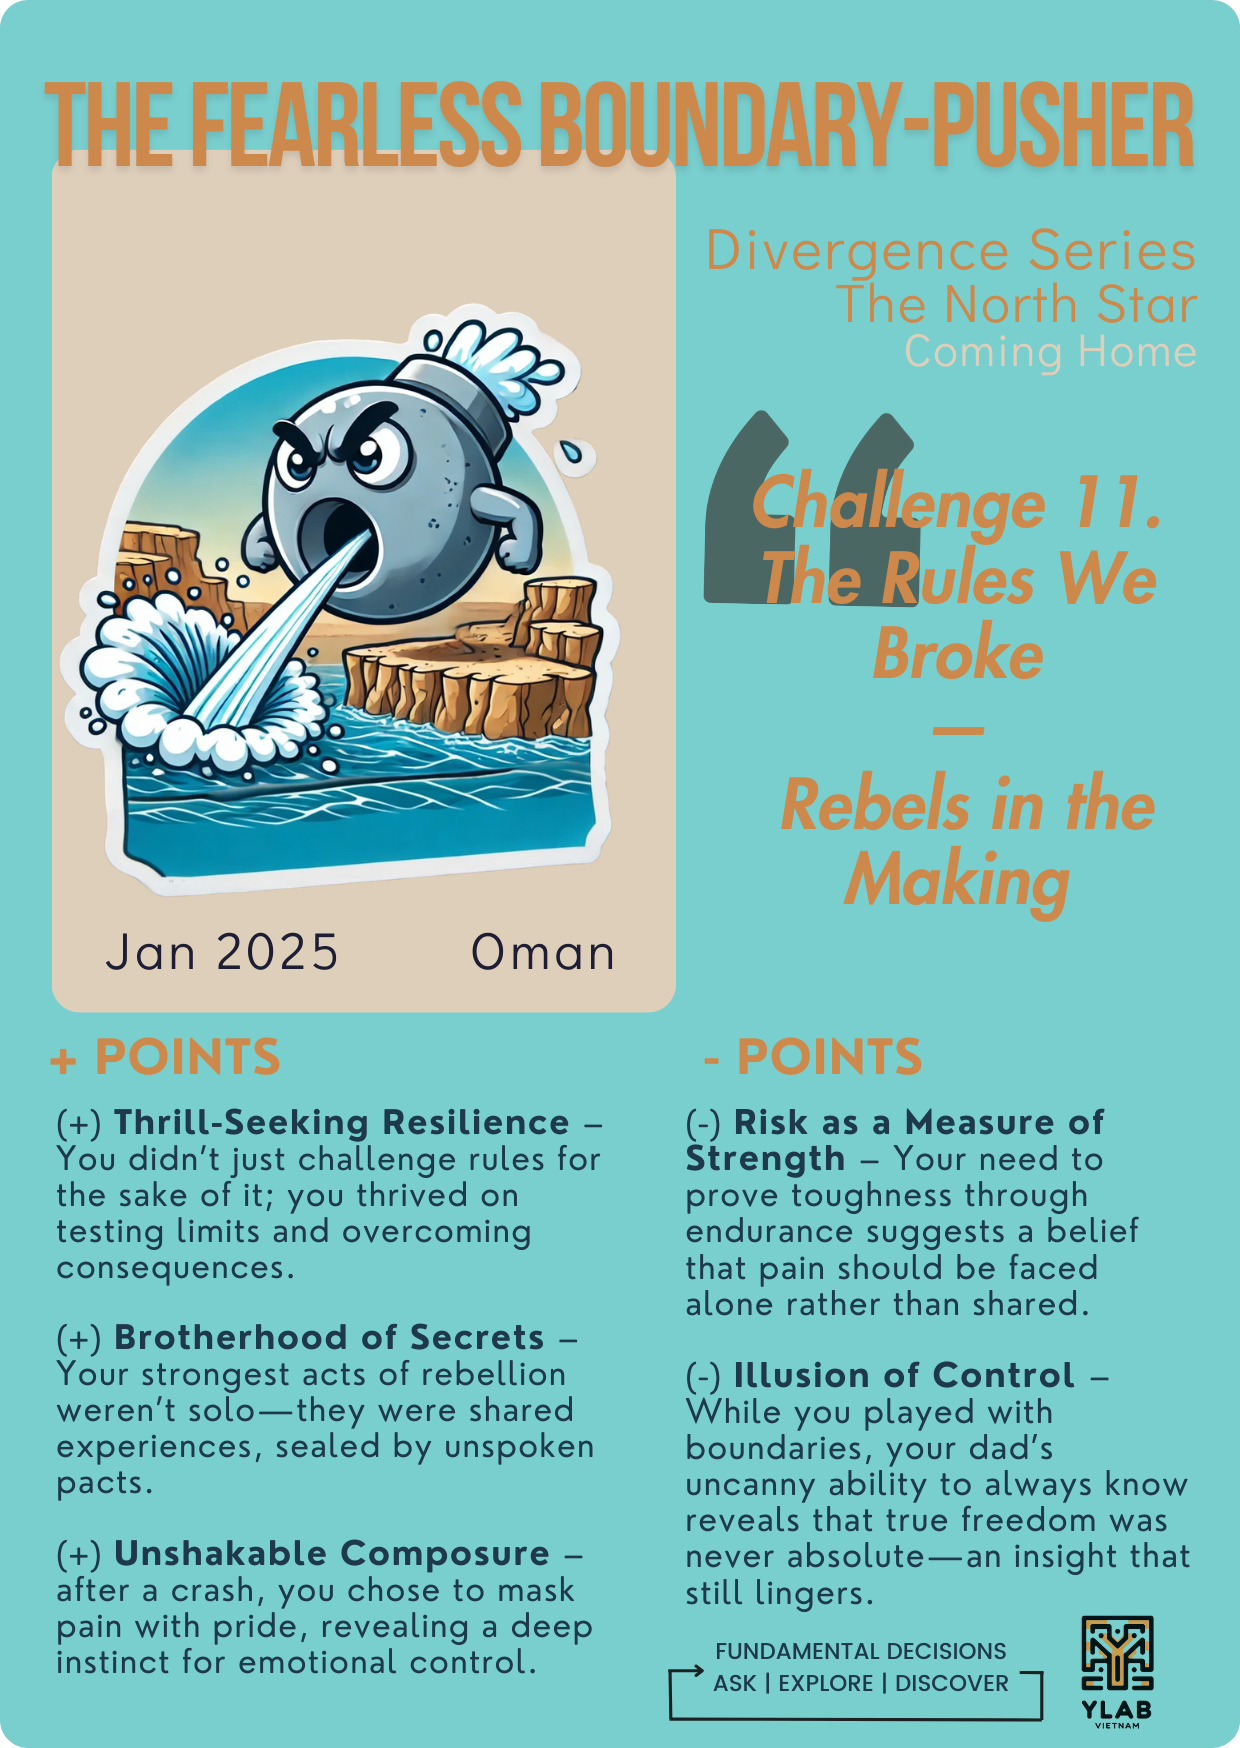 THE FEARLESS BOUNDARY-PUSHER
Divergence Series
The North Star
Coming Home
“
Challenge 11.
The Rules We
Broke
—
Rebels in the
Making
Jan 2025 Oman
+ POINTS
(+) Thrill-Seeking Resilience –
You didn’t just challenge rules for
the sake of it; you thrived on
testing limits and overcoming
consequences.
(+) Brotherhood of Secrets –
Your strongest acts of rebellion
weren’t solo—they were shared
experiences, sealed by unspoken
pacts.
(+) Unshakable Composure –
after a crash, you chose to mask
pain with pride, revealing a deep
instinct for emotional control.
- POINTS
(-) Risk as a Measure of
Strength – Your need to
prove toughness through
endurance suggests a belief
that pain should be faced
alone rather than shared.
(-) Illusion of Control –
While you played with
boundaries, your dad’s
uncanny ability to always know
reveals that true freedom was
never absolute—an insight that
still lingers.
FUNDAMENTAL DECISIONS
ASK | EXPLORE | DISCOVER
YLAB
VIETNAM